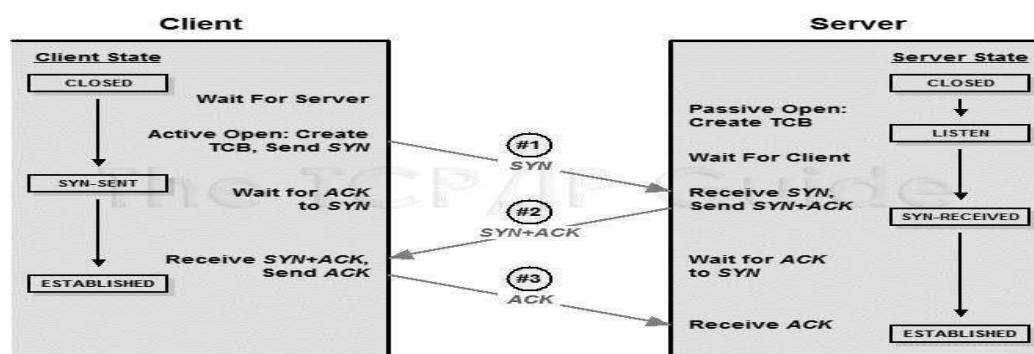 Client
Server
Client State
CLOSED
Wait For Server
Active Open: Create
TCB, Send SYN
SYN-SENT
Wait for ACK
to SYN
Receive SYN+ACK,
Send ACK
ESTABLISHED
#1
SYN
#2
SYN+ACK
#3
ACK
Server State
CLOSED
Passive Open:
Create TCB
LISTEN
Wait For Client
Receive SYN,
Send SYN+ACK
SYN-RECEIVED
Wait for ACK
to SYN
Receive ACK
ESTABLISHED
The TCP/IP Guide